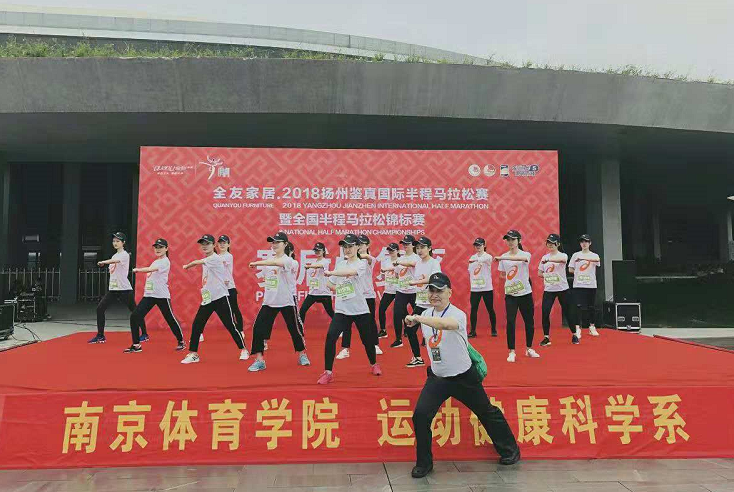 全友家居.2018扬州鉴真国际半程马拉松赛
QUANYOU FURNITURE 2018 YANGZHOU JIANZHEN INTERNATIONAL HALF MARATHON
暨全国半程马拉松锦标赛
NATIONAL HALF MARATHON CHAMPIONSHIPS
南京体育学院 运动健康科学系